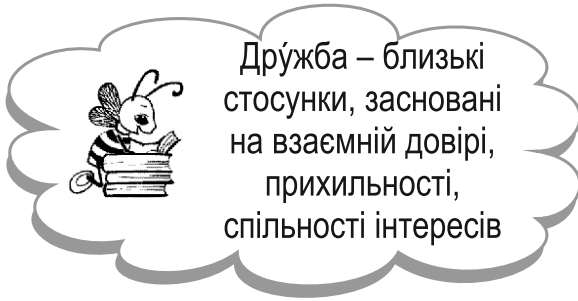 Дру́жба – близькі
стосунки, засновані
на взаємній довірі,
прихильності,
спільності інтересів